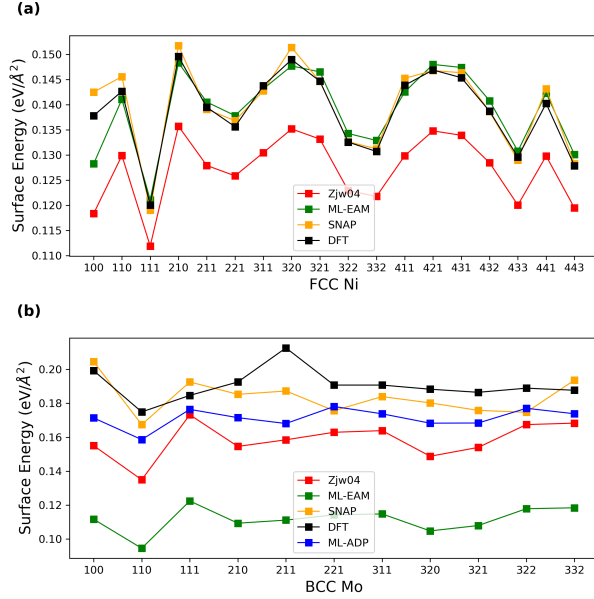 (a)
Surface Energy (eV/Å²)
0.150
0.145
0.140
0.135
0.130
0.125
0.120
0.115
0.110
Zjw04
ML-EAM
SNAP
DFT
100 110 111 210 211 221 311 320 321 322 332 411 421 431 432 433 441 443
FCC Ni
(b)
Surface Energy (eV/Å²)
0.20
0.18
0.16
0.14
0.12
0.10
Zjw04
ML-EAM
SNAP
DFT
ML-ADP
100 110 111 210 211 221 311 320 321 322 332
BCC Mo